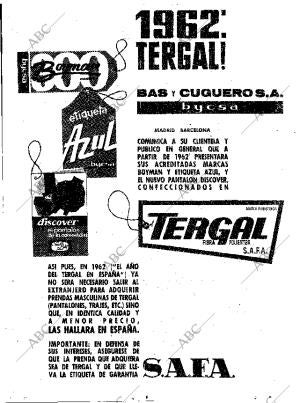 1962:
TERGAL!
bycsa
600
Boyman
BAS Y CUGUERO S.A.
bycsa
etiqueta
Azul
bycsa
MADRID BARCELONA
COMUNICA A SU CLIENTELA Y
PUBLICO EN GENERAL QUE A
PARTIR DE 1962 PRESENTARA
SUS ACREDITADAS MARCAS
BOYMAN Y ETIQUETA AZUL, Y
EL NUEVO PANTALON DISCOVER,
CONFECCIONADOS EN
discover
el pantalón
TERGAL
FIBRA POLIESTER
S.A.F.A.
ASI PUES, EN 1962 ("EL AÑO
DEL TERGAL EN ESPAÑA") YA
NO SERA NECESARIO SALIR AL
EXTRANJERO PARA ADQUIRIR
PRENDAS MASCULINAS DE TERGAL
(PANTALONES, TRAJES, ETC.) SINO
QUE, EN IDENTICA CALIDAD Y
A MENOR PRECIO,
LAS HALLARA EN ESPAÑA.
IMPORTANTE: EN DEFENSA DE
SUS INTERESES, ASEGURESE DE
QUE LA PRENDA QUE ADQUIERA
SEA DE TERGAL Y DE QUE LLE-
VA LA ETIQUETA DE GARANTIA
S.A.F.A.